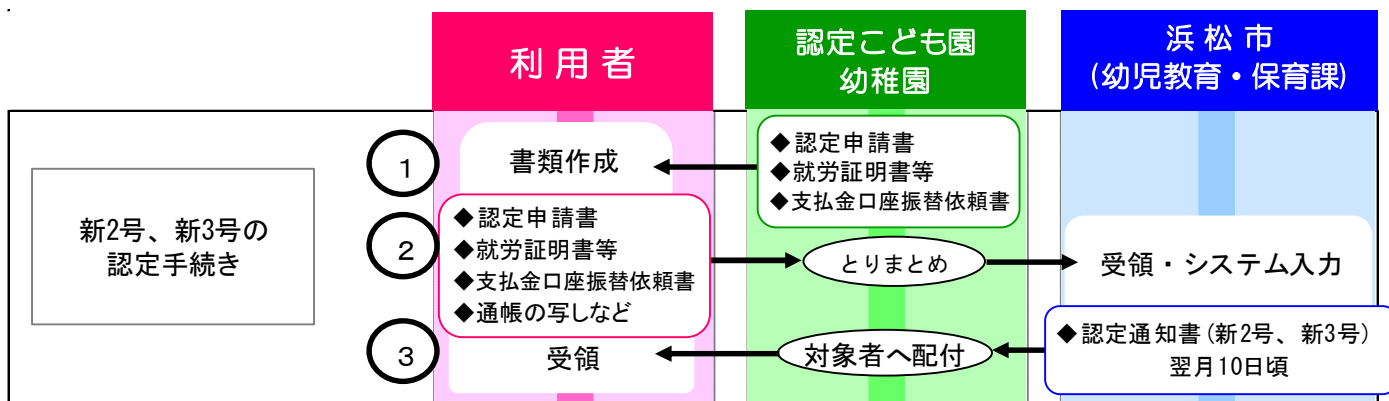 利用者
認定こども園
幼稚園
浜松市
(幼児教育・保育課)
新2号、新3号の
認定手続き
1
書類作成
◆認定申請書
◆就労証明書等
◆支払金口座振替依頼書
2
◆認定申請書
◆就労証明書等
◆支払金口座振替依頼書
◆通帳の写しなど
とりまとめ
受領・システム入力
3
受領
対象者へ配付
◆認定通知書(新2号、新3号)
翌月10日頃